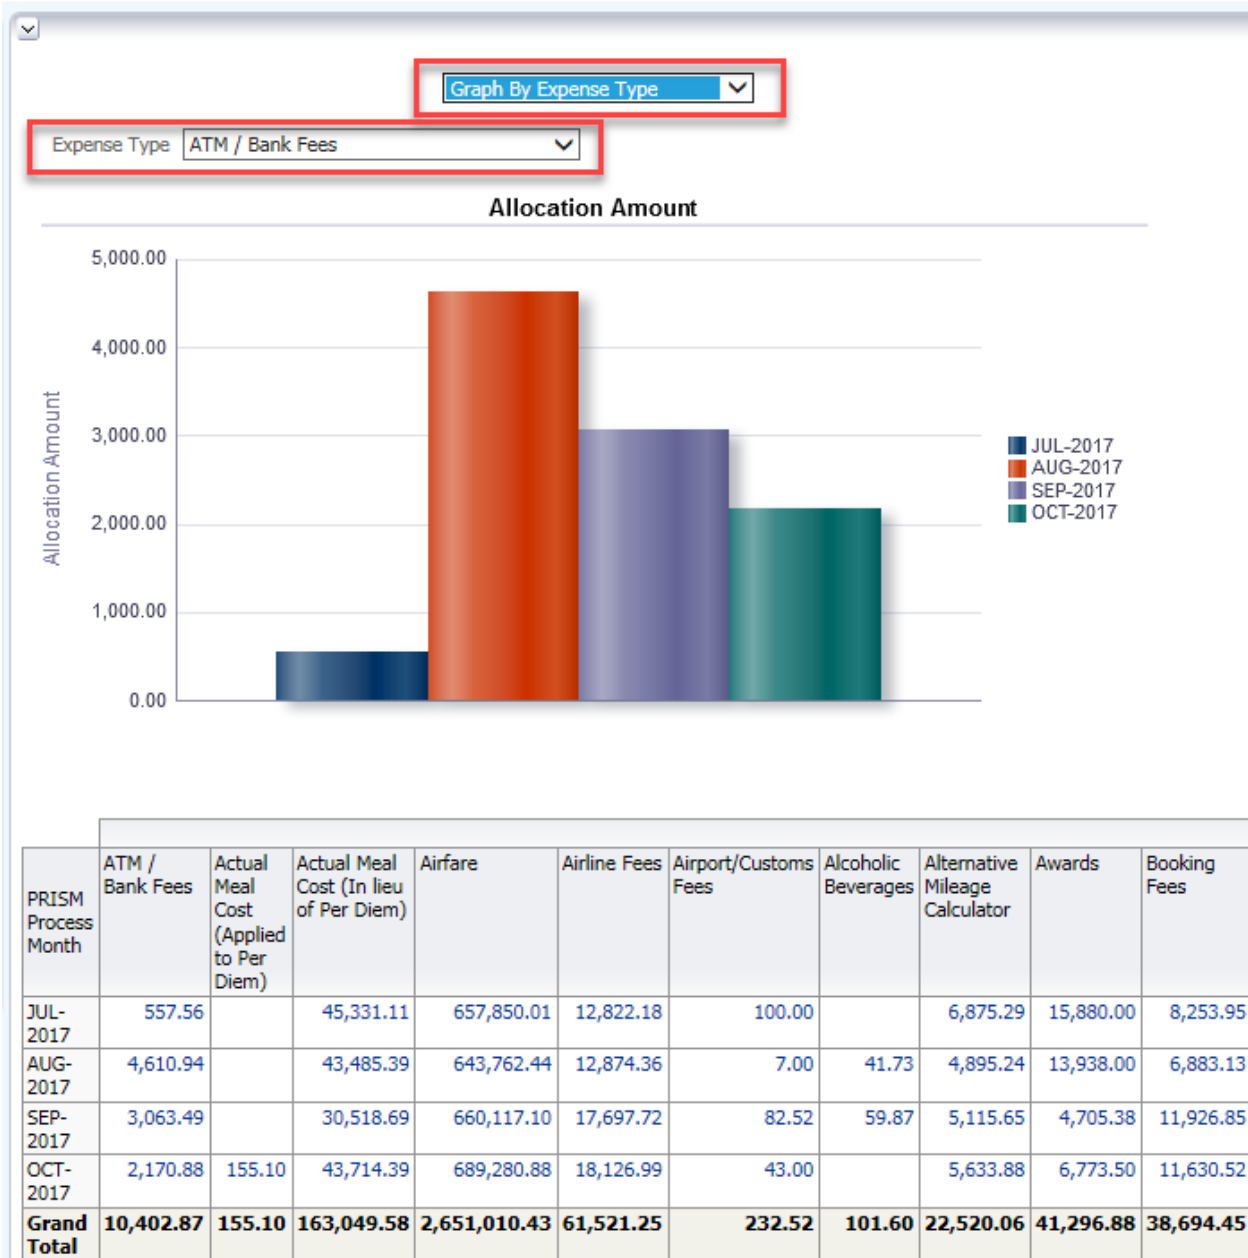 Graph By Expense Type
Expense Type ATM / Bank Fees
Allocation Amount
5,000.00
4,000.00
3,000.00
2,000.00
1,000.00
0.00
Allocation Amount
JUL-2017
AUG-2017
SEP-2017
OCT-2017
PRISM
Process
Month
ATM /
Bank Fees
Actual
Meal
Cost
(Applied
to Per
Diem)
Actual Meal
Cost (In lieu
of Per Diem)
Airfare
Airline Fees
Airport/Customs
Fees
Alcoholic
Beverages
Alternative
Mileage
Calculator
Awards
Booking
Fees
JUL-
2017
557.56 45,331.11 657,850.01 12,822.18 100.00 6,875.29 15,880.00 8,253.95
AUG-
2017
4,610.94 43,485.39 643,762.44 12,874.36 7.00 41.73 4,895.24 13,938.00 6,883.13
SEP-
2017
3,063.49 30,518.69 660,117.10 17,697.72 82.52 59.87 5,115.65 4,705.38 11,926.85
OCT-
2017
2,170.88 155.10 43,714.39 689,280.88 18,126.99 43.00 5,633.88 6,773.50 11,630.52
Grand
Total
10,402.87 155.10 163,049.58 2,651,010.43 61,521.25 232.52 101.60 22,520.06 41,296.88 38,694.45